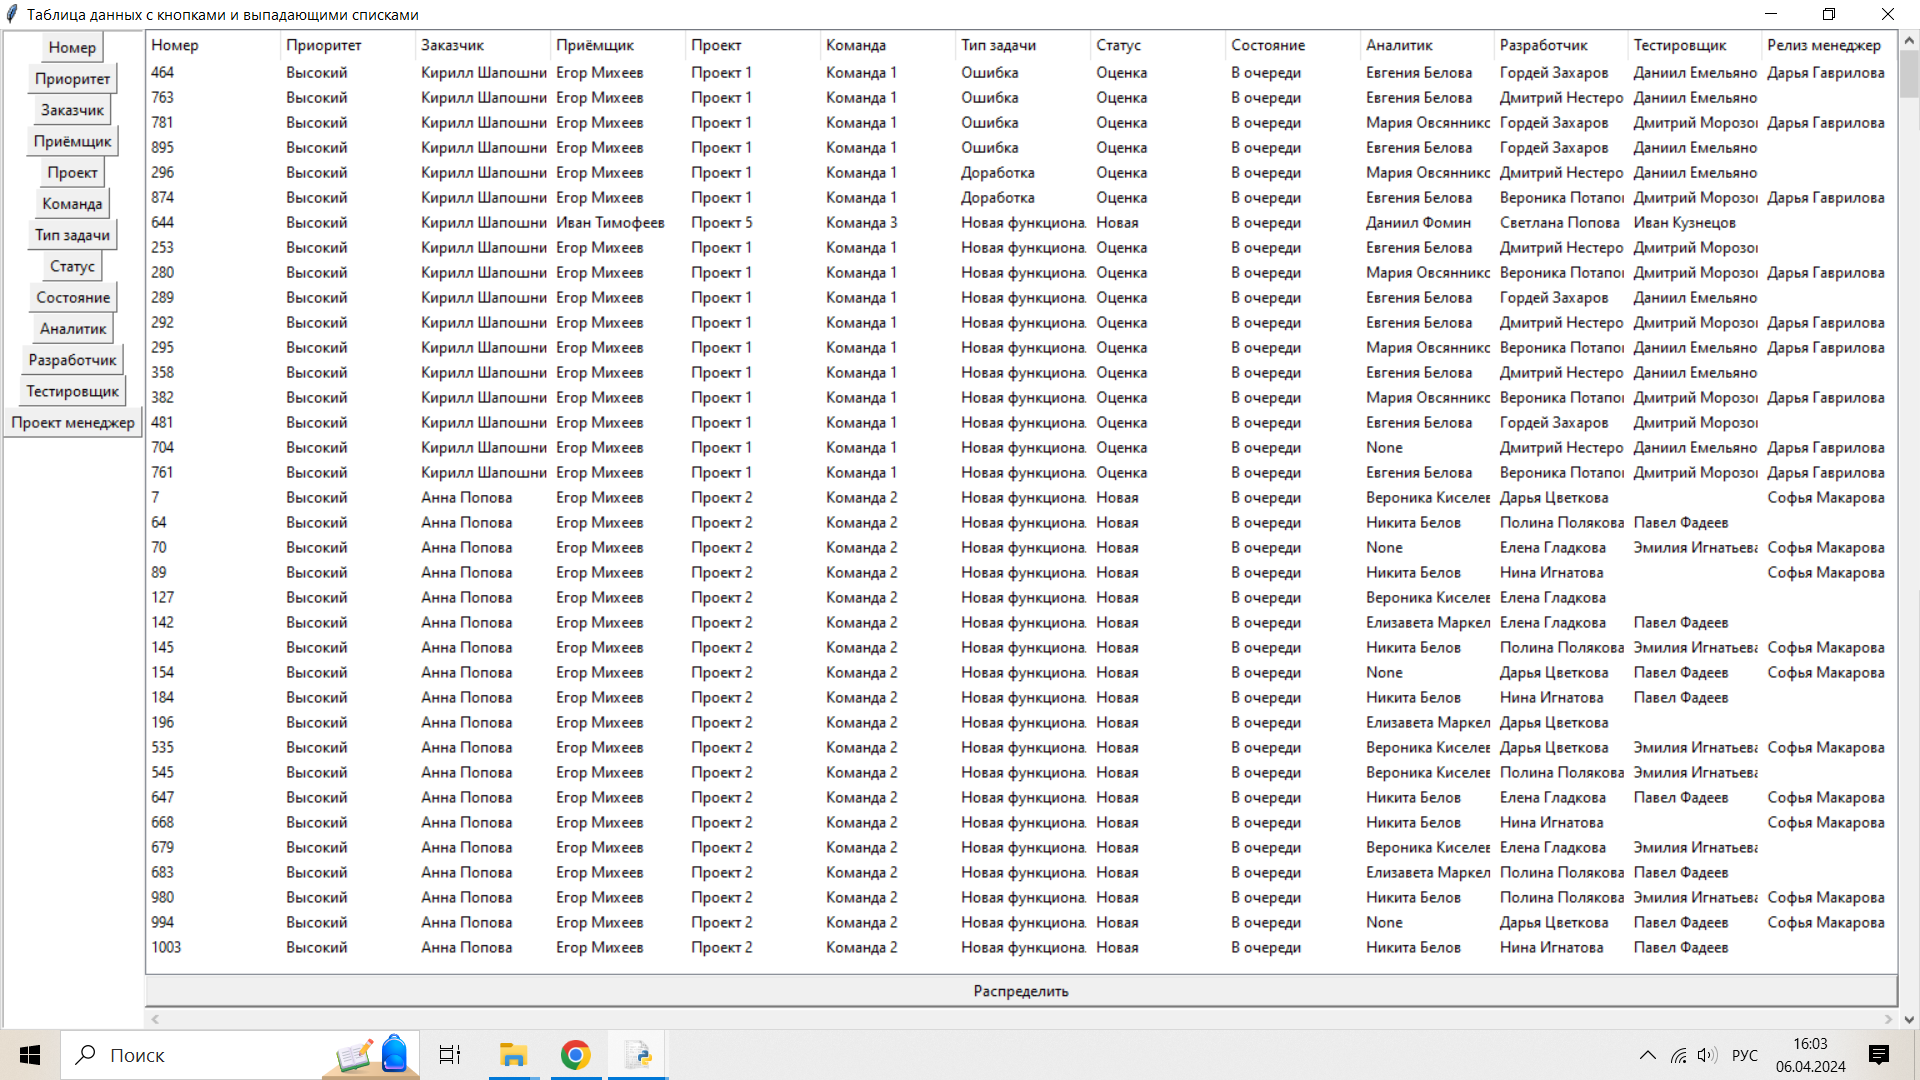 Таблица данных с кнопками и выпадающими списками
Номер
Приоритет
Заказчик
Приёмщик
Проект
Команда
Тип задачи
Статус
Состояние
Аналитик
Разработчик
Тестировщик
Проект менеджер
Номер Приоритет Заказчик Приёмщик Проект Команда Тип задачи Статус Состояние Аналитик Разработчик Тестировщик Релиз менеджер
464 Высокий Кирилл Шапошни Егор Михеев Проект 1 Команда 1 Ошибка Оценка В очереди Евгения Белова Гордей Захаров Даниил Емельяно Дарья Гаврилова
763 Высокий Кирилл Шапошни Егор Михеев Проект 1 Команда 1 Ошибка Оценка В очереди Евгения Белова Дмитрий Нестеро Даниил Емельяно
781 Высокий Кирилл Шапошни Егор Михеев Проект 1 Команда 1 Ошибка Оценка В очереди Мария Овсянникс Гордей Захаров Дмитрий Морозо Дарья Гаврилова
895 Высокий Кирилл Шапошни Егор Михеев Проект 1 Команда 1 Ошибка Оценка В очереди Евгения Белова Гордей Захаров Даниил Емельяно
296 Высокий Кирилл Шапошни Егор Михеев Проект 1 Команда 1 Доработка Оценка В очереди Мария Овсянникс Дмитрий Нестеро Даниил Емельяно
874 Высокий Кирилл Шапошни Егор Михеев Проект 1 Команда 1 Доработка Оценка В очереди Евгения Белова Вероника Потапо Дмитрий Морозо Дарья Гаврилова
644 Высокий Кирилл Шапошни Иван Тимофеев Проект 5 Команда 3 Новая функциона. Новая В очереди Даниил Фомин Светлана Попова Иван Кузнецов
253 Высокий Кирилл Шапошни Егор Михеев Проект 1 Команда 1 Новая функциона. Оценка В очереди Евгения Белова Дмитрий Нестеро Дмитрий Морозо
280 Высокий Кирилл Шапошни Егор Михеев Проект 1 Команда 1 Новая функциона. Оценка В очереди Мария Овсянникс Вероника Потапо Дмитрий Морозо Дарья Гаврилова
289 Высокий Кирилл Шапошни Егор Михеев Проект 1 Команда 1 Новая функциона. Оценка В очереди Евгения Белова Гордей Захаров Даниил Емельяно
292 Высокий Кирилл Шапошни Егор Михеев Проект 1 Команда 1 Новая функциона. Оценка В очереди Евгения Белова Дмитрий Нестеро Дмитрий Морозо Дарья Гаврилова
295 Высокий Кирилл Шапошни Егор Михеев Проект 1 Команда 1 Новая функциона. Оценка В очереди Мария Овсянникс Вероника Потапо Даниил Емельяно Дарья Гаврилова
358 Высокий Кирилл Шапошни Егор Михеев Проект 1 Команда 1 Новая функциона. Оценка В очереди Евгения Белова Дмитрий Нестеро Даниил Емельяно
382 Высокий Кирилл Шапошни Егор Михеев Проект 1 Команда 1 Новая функциона. Оценка В очереди Мария Овсянникс Вероника Потапо Дмитрий Морозо Дарья Гаврилова
481 Высокий Кирилл Шапошни Егор Михеев Проект 1 Команда 1 Новая функциона. Оценка В очереди Евгения Белова Гордей Захаров Дмитрий Морозо
704 Высокий Кирилл Шапошни Егор Михеев Проект 1 Команда 1 Новая функциона. Оценка В очереди None Дмитрий Нестеро Даниил Емельяно Дарья Гаврилова
761 Высокий Кирилл Шапошни Егор Михеев Проект 1 Команда 1 Новая функциона. Оценка В очереди Евгения Белова Вероника Потапо Дмитрий Морозо Дарья Гаврилова
7 Высокий Анна Попова Егор Михеев Проект 2 Команда 2 Новая функциона. Новая В очереди Вероника Киселев Дарья Цветкова Софья Макарова
64 Высокий Анна Попова Егор Михеев Проект 2 Команда 2 Новая функциона. Новая В очереди Никита Белов Полина Полякова Павел Фадеев
70 Высокий Анна Попова Егор Михеев Проект 2 Команда 2 Новая функциона. Новая В очереди None Елена Гладкова Эмилия Игнатьева Софья Макарова
89 Высокий Анна Попова Егор Михеев Проект 2 Команда 2 Новая функциона. Новая В очереди Никита Белов Нина Игнатова Софья Макарова
127 Высокий Анна Попова Егор Михеев Проект 2 Команда 2 Новая функциона. Новая В очереди Вероника Киселев Елена Гладкова
142 Высокий Анна Попова Егор Михеев Проект 2 Команда 2 Новая функциона. Новая В очереди Елизавета Маркел Елена Гладкова Павел Фадеев
145 Высокий Анна Попова Егор Михеев Проект 2 Команда 2 Новая функциона. Новая В очереди Никита Белов Полина Полякова Эмилия Игнатьева Софья Макарова
154 Высокий Анна Попова Егор Михеев Проект 2 Команда 2 Новая функциона. Новая В очереди None Дарья Цветкова Павел Фадеев Софья Макарова
184 Высокий Анна Попова Егор Михеев Проект 2 Команда 2 Новая функциона. Новая В очереди Никита Белов Нина Игнатова Павел Фадеев
196 Высокий Анна Попова Егор Михеев Проект 2 Команда 2 Новая функциона. Новая В очереди Елизавета Маркел Дарья Цветкова
535 Высокий Анна Попова Егор Михеев Проект 2 Команда 2 Новая функциона. Новая В очереди Вероника Киселев Дарья Цветкова Эмилия Игнатьева Софья Макарова
545 Высокий Анна Попова Егор Михеев Проект 2 Команда 2 Новая функциона. Новая В очереди Вероника Киселев Полина Полякова Эмилия Игнатьева
647 Высокий Анна Попова Егор Михеев Проект 2 Команда 2 Новая функциона. Новая В очереди Никита Белов Елена Гладкова Павел Фадеев Софья Макарова
668 Высокий Анна Попова Егор Михеев Проект 2 Команда 2 Новая функциона. Новая В очереди Никита Белов Нина Игнатова Софья Макарова
679 Высокий Анна Попова Егор Михеев Проект 2 Команда 2 Новая функциона. Новая В очереди Вероника Киселев Елена Гладкова Эмилия Игнатьева
683 Высокий Анна Попова Егор Михеев Проект 2 Команда 2 Новая функциона. Новая В очереди Елизавета Маркел Полина Полякова Павел Фадеев
980 Высокий Анна Попова Егор Михеев Проект 2 Команда 2 Новая функциона. Новая В очереди Никита Белов Полина Полякова Эмилия Игнатьева Софья Макарова
994 Высокий Анна Попова Егор Михеев Проект 2 Команда 2 Новая функциона. Новая В очереди None Дарья Цветкова Павел Фадеев Софья Макарова
1003 Высокий Анна Попова Егор Михеев Проект 2 Команда 2 Новая функциона. Новая В очереди Никита Белов Нина Игнатова Павел Фадеев
Распределить
Поиск
РУС
16:03
06.04.2024